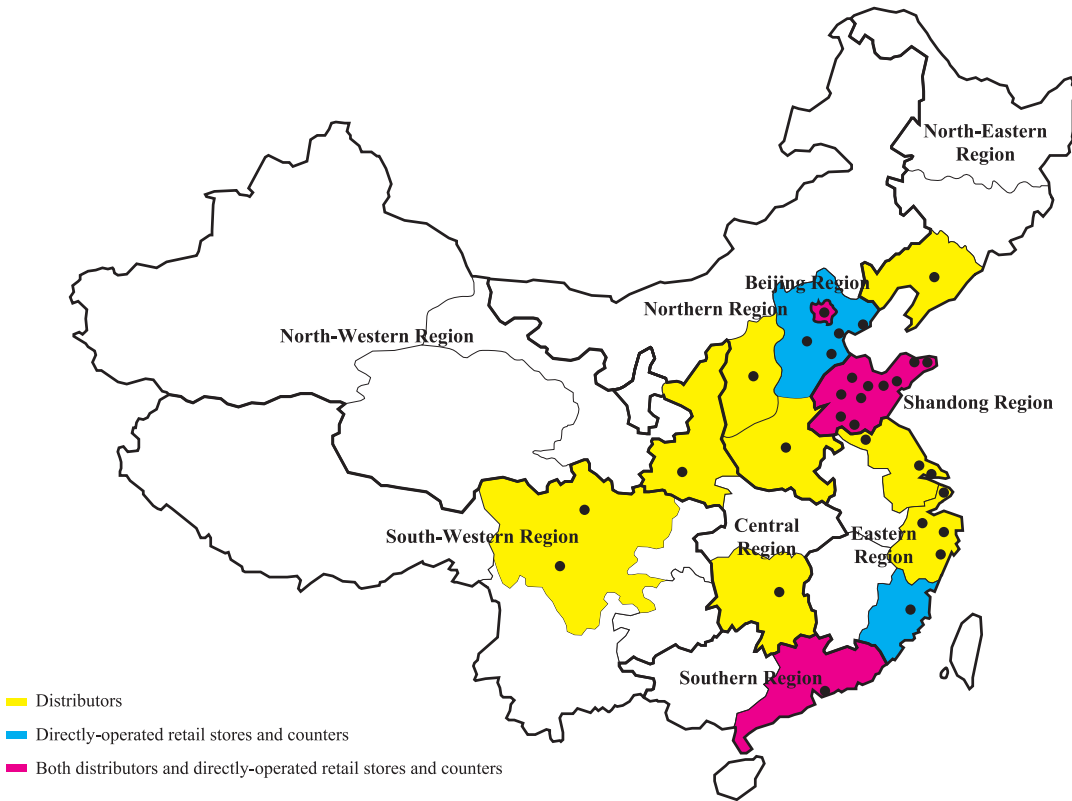 North-Eastern
Region
Beijing Region
Northern Region
North-Western Region
Shandong Region
Central
Region
Eastern
Region
South-Western Region
Southern Region
Distributors
Directly-operated retail stores and counters
Both distributors and directly-operated retail stores and counters